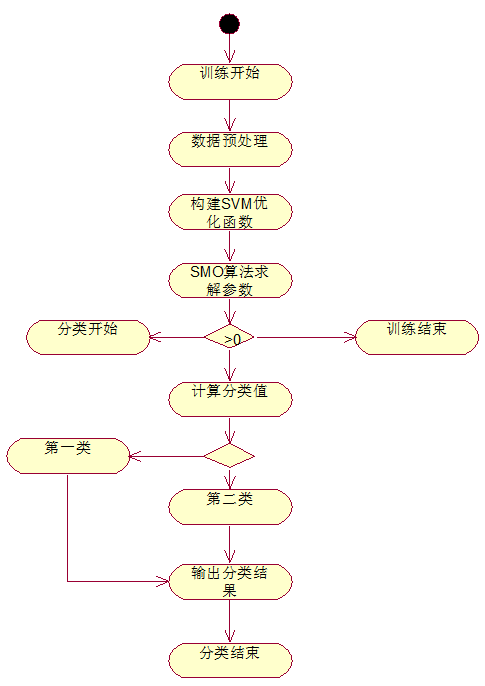 训练开始
数据预处理
构建SVM优
化函数
SMO算法求
解参数
分类开始
>0
训练结束
计算分类值
第一类
第二类
输出分类结
果
分类结束